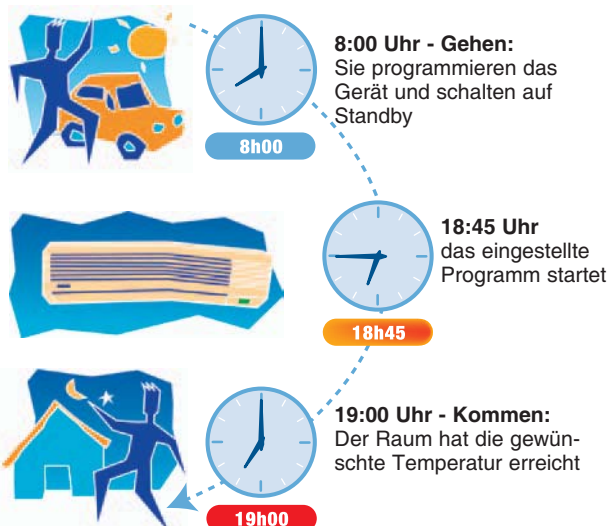 8:00 Uhr - Gehen:
Sie programmieren das
Gerät und schalten auf
Standby
8h00
18:45 Uhr
das eingestellte
Programm startet
18h45
19:00 Uhr - Kommen:
Der Raum hat die gewün-
schte Temperatur erreicht
19h00